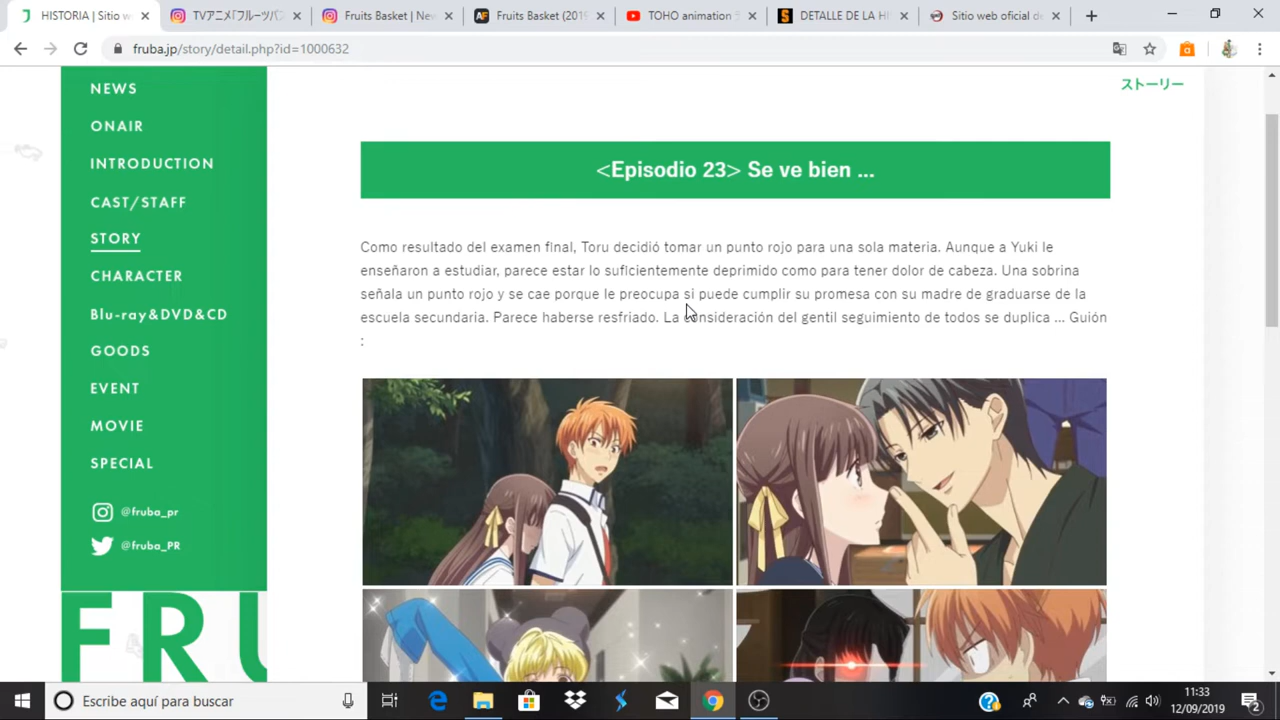 HISTORIA | Sitio w
TVアニメ「フルーツバス
Fruits Basket | Nev
Fruits Basket (2019
TOHO animation
DETALLE DE LA HI
Sitio web oficial de
fruba.jp/story/detail.php?id=1000632
NEWS
ONAIR
INTRODUCTION
CAST/STAFF
STORY
CHARACTER
Blu-ray&DVD&CD
GOODS
EVENT
MOVIE
SPECIAL
@fruba_pr
@fruba_PR
FRU
ストーリー
<Episodio 23> Se ve bien ...
Como resultado del examen final, Toru decidió tomar un punto rojo para una sola materia. Aunque a Yuki le
enseñaron a estudiar, parece estar lo suficientemente deprimido como para tener dolor de cabeza. Una sobrina
señala un punto rojo y se cae porque le preocupa si puede cumplir su promesa con su madre de graduarse de la
escuela secundaria. Parece haberse resfriado. La consideración del gentil seguimiento de todos se duplica ... Guión
:
Escribe aquí para buscar
11:33
12/09/2019
2